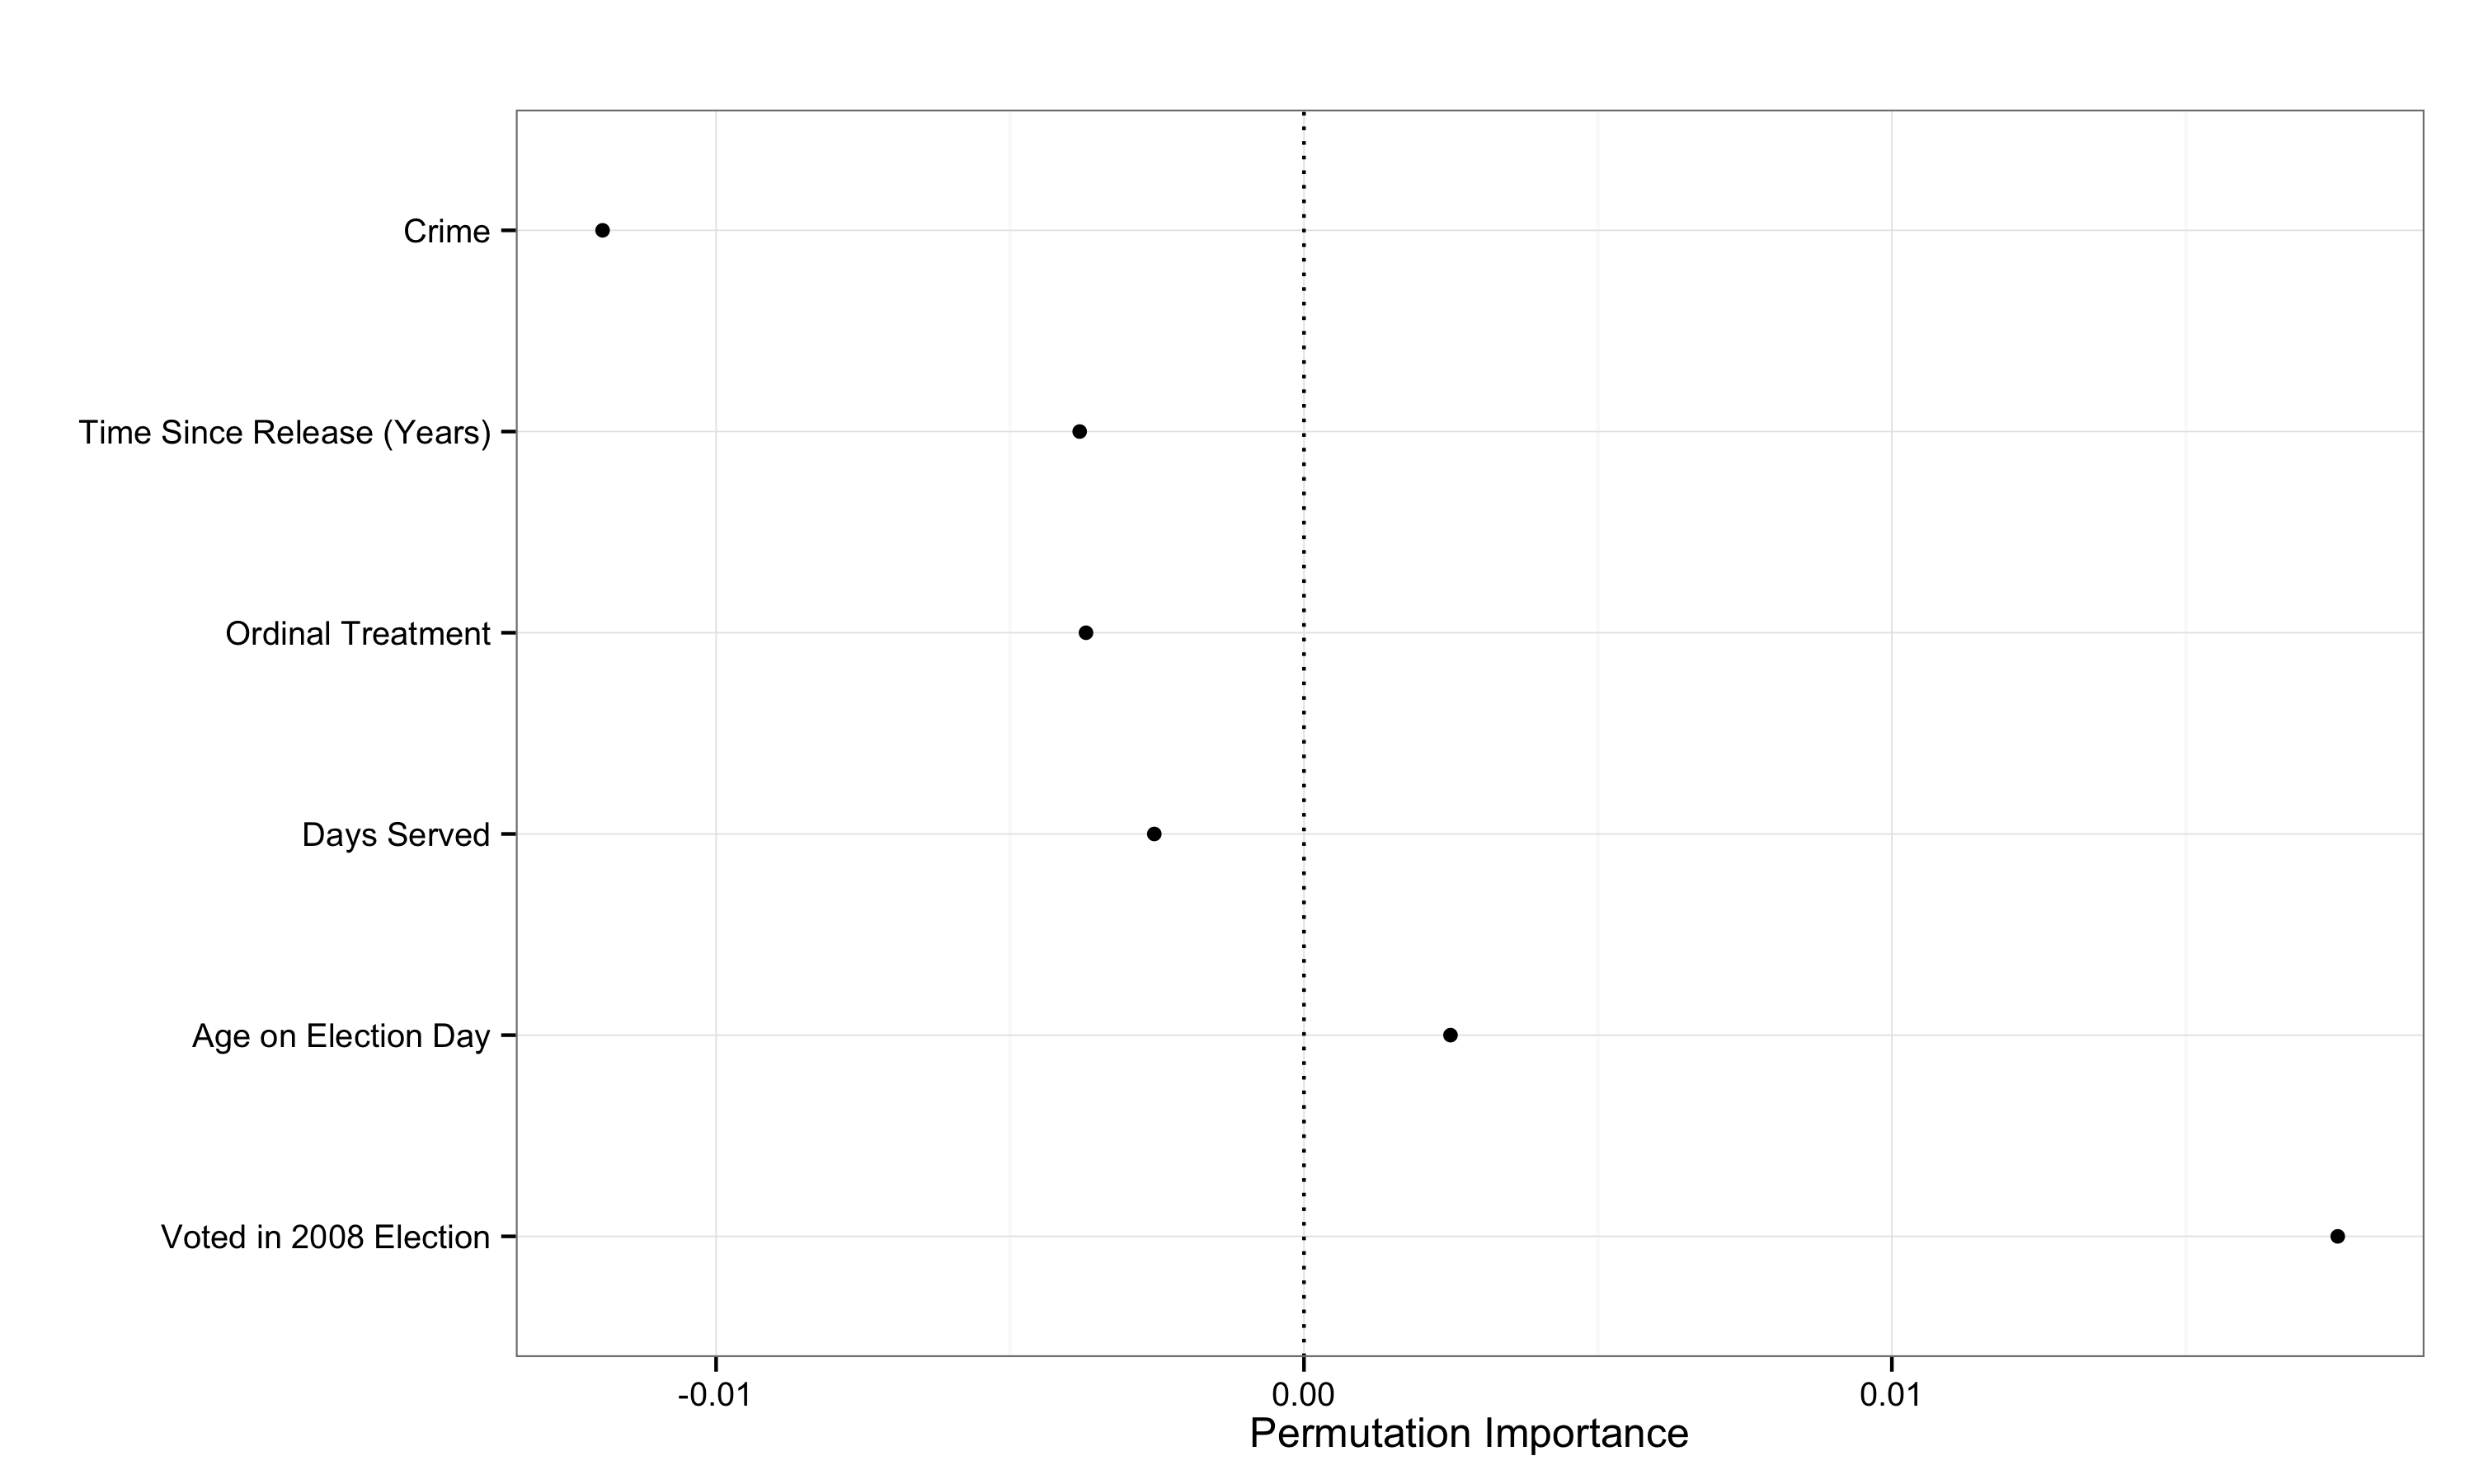 Crime
Time Since Release (Years)
Ordinal Treatment
Days Served
Age on Election Day
Voted in 2008 Election
-0.01 0.00 0.01
Permutation Importance